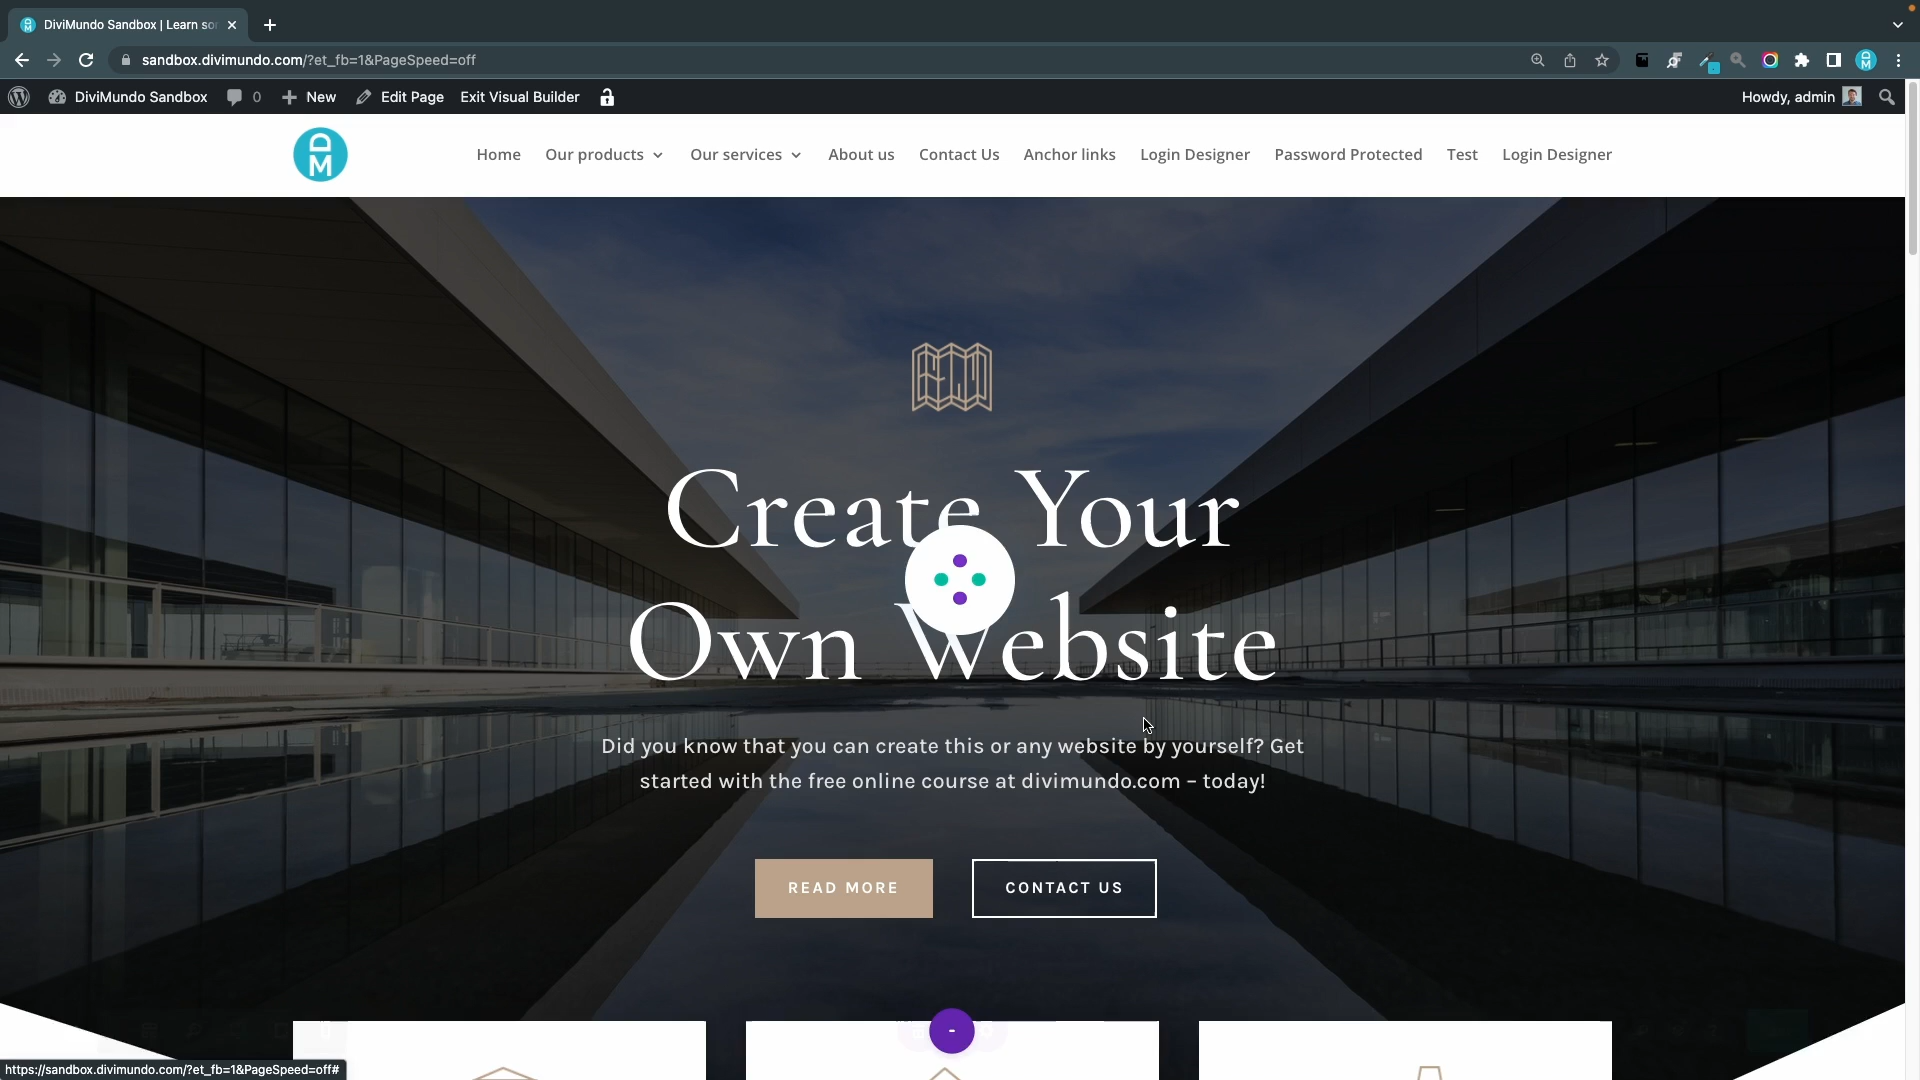 DiviMundo Sandbox | Learn so
sandbox.divimundo.com/?et_fb=1&PageSpeed=off
DiviMundo Sandbox
0
New
Edit Page
Exit Visual Builder
Howdy, admin
DM
Home
Our products
Our services
About us
Contact Us
Anchor links
Login Designer
Password Protected
Test
Login Designer
Create Your
Own Website
Did you know that you can create this or any website by yourself? Get
started with the free online course at divimundo.com – today!
READ MORE
CONTACT US
https://sandbox.divimundo.com/?et_fb=1&PageSpeed=off#